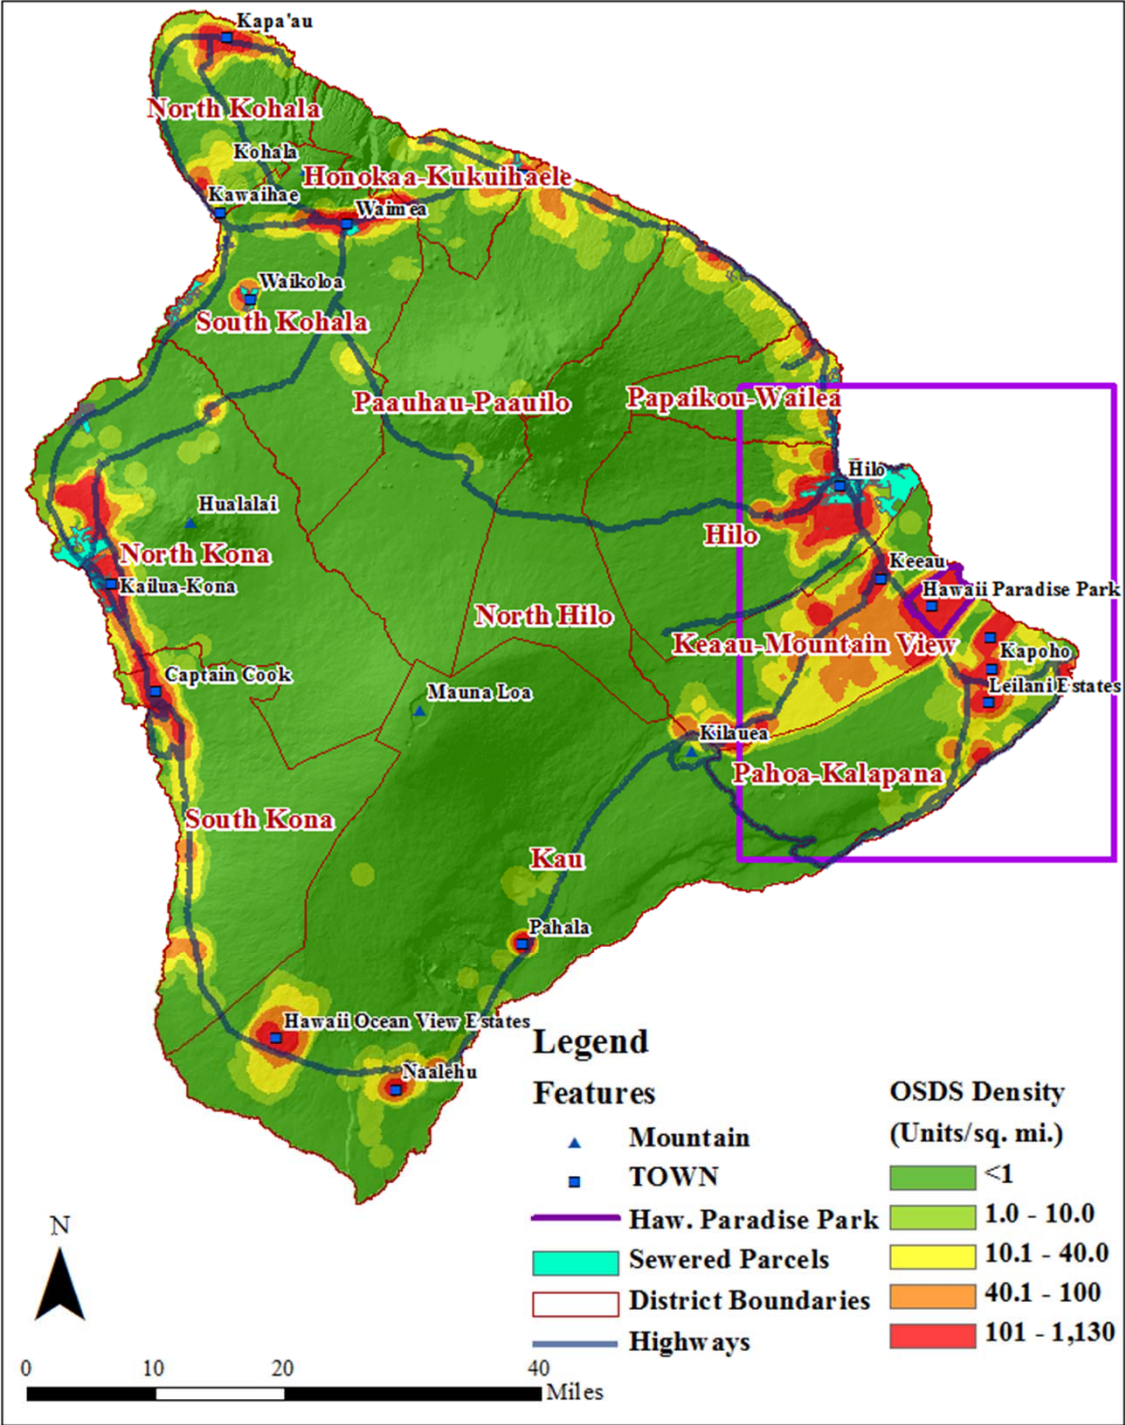 Kapa'au
North Kohala
Kohala
Honokaa-Kukuihaele
Kawaihae
Waimea
Waikoloa
South Kohala
Paauhau-Paauilo
Papaikou-Wailea
Hilo
Hualalai
Hilo
North Kona
Keeau
Kailua-Kona
Hawaii Paradise Park
North Hilo
Keaau-Mountain View
Kapoho
Captain Cook
Leilani Estates
Mauna Loa
Kilauea
Pahoa-Kalapana
South Kona
Kau
Pahala
Hawaii Ocean View Estates
Naalehu
Legend
Features
Mountain
TOWN
Haw. Paradise Park
Sewered Parcels
District Boundaries
Highways
OSDS Density
(Units/sq. mi.)
<1
1.0 - 10.0
10.1 - 40.0
40.1 - 100
101 - 1,130
N
0 10 20 40
Miles